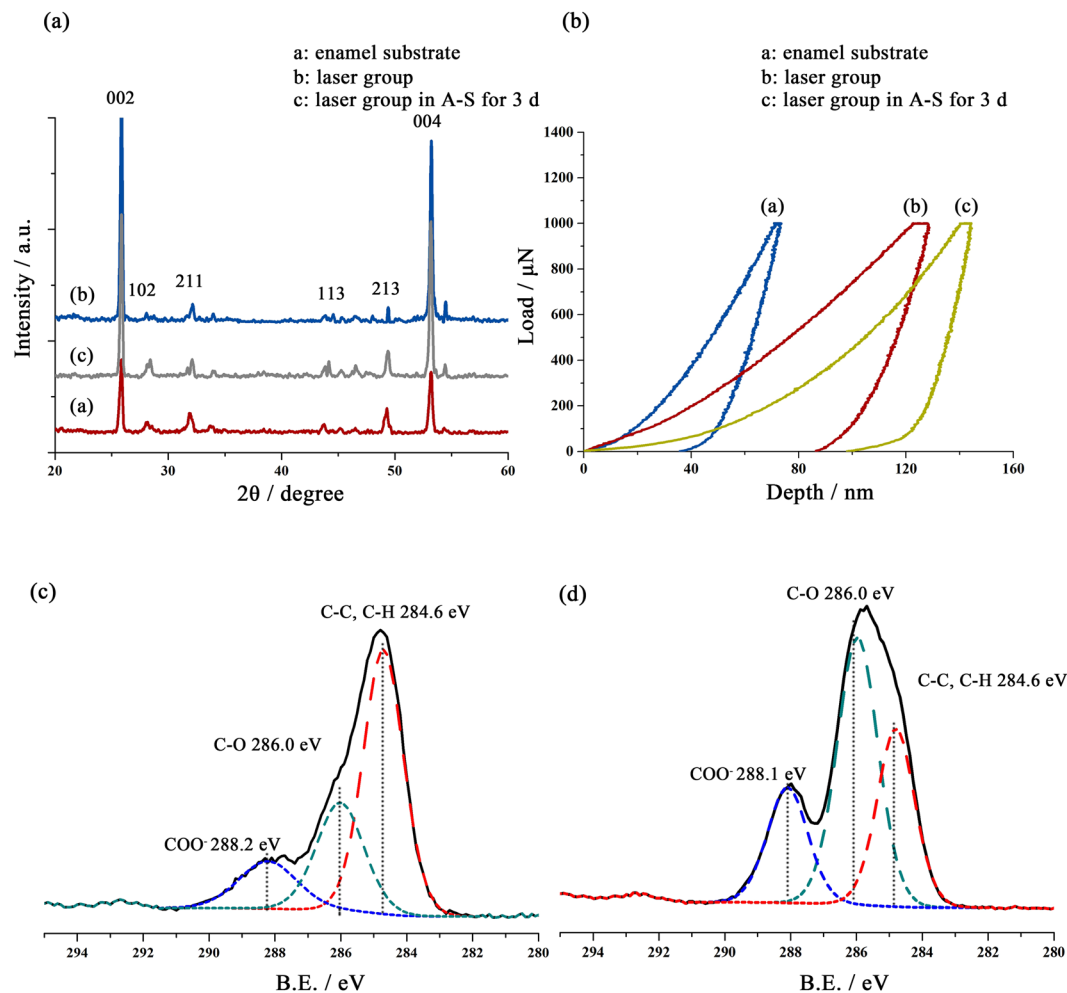 (a)
a: enamel substrate
b: laser group
c: laser group in A-S for 3 d
002
004
102
211
113
213
(b)
(c)
(a)
Intensity / a.u.
20 30 40 50 60
2θ / degree
(b)
a: enamel substrate
b: laser group
c: laser group in A-S for 3 d
1400
1200
1000
800
600
400
200
0
(a)
(b)
(c)
Load / μN
0 40 80 120 160
Depth / nm
(c)
C-C, C-H 284.6 eV
C-O 286.0 eV
COO- 288.2 eV
294 292 290 288 286 284 282 280
B.E. / eV
(d)
C-O 286.0 eV
C-C, C-H 284.6 eV
COO- 288.1 eV
294 292 290 288 286 284 282 280
B.E. / eV